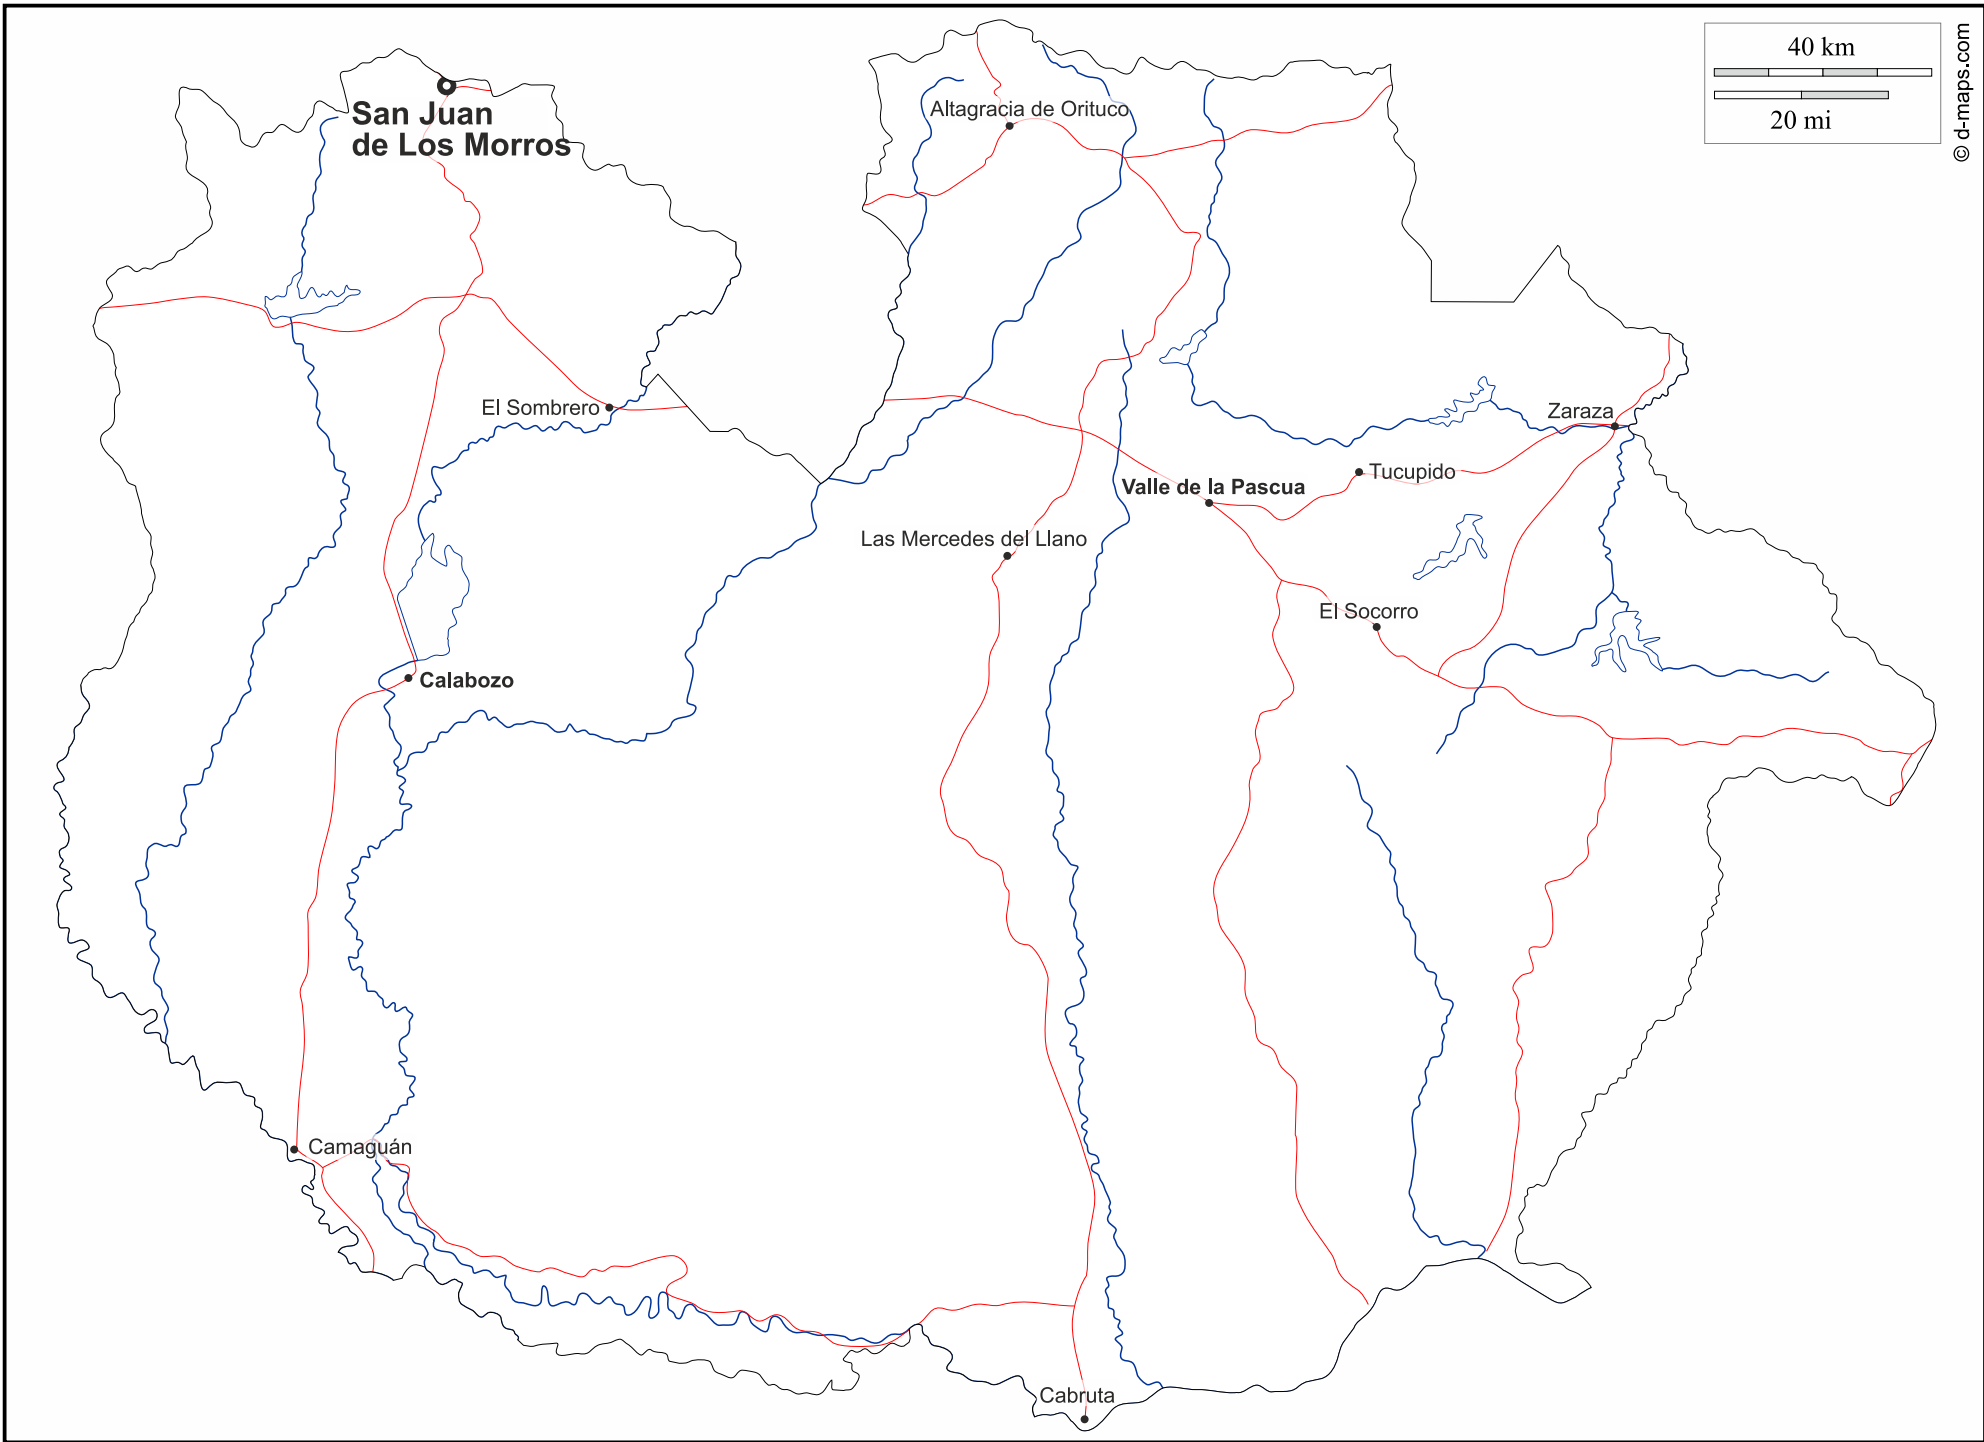 40 km
20 mi
© d-maps.com
San Juan
de Los Morros
Altagracia de Orituco
El Sombrero
Zaraza
Tucupido
Valle de la Pascua
Las Mercedes del Llano
El Socorro
Calabozo
Camaguán
Cabruta